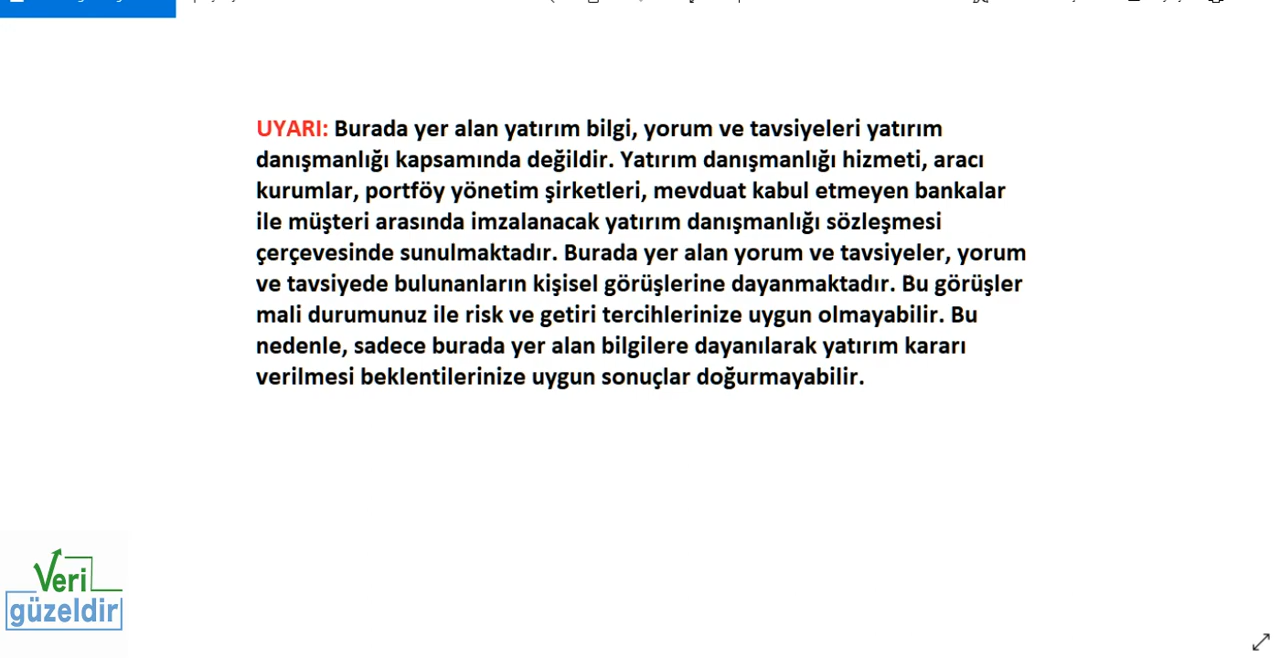 UYARI: Burada yer alan yatırım bilgi, yorum ve tavsiyeleri yatırım
danışmanlığı kapsamında değildir. Yatırım danışmanlığı hizmeti, aracı
kurumlar, portföy yönetim şirketleri, mevduat kabul etmeyen bankalar
ile müşteri arasında imzalanacak yatırım danışmanlığı sözleşmesi
çerçevesinde sunulmaktadır. Burada yer alan yorum ve tavsiyeler, yorum
ve tavsiyede bulunanların kişisel görüşlerine dayanmaktadır. Bu görüşler
mali durumunuz ile risk ve getiri tercihlerinize uygun olmayabilir. Bu
nedenle, sadece burada yer alan bilgilere dayanılarak yatırım kararı
verilmesi beklentilerinize uygun sonuçlar doğurmayabilir.
Veri
güzeldir